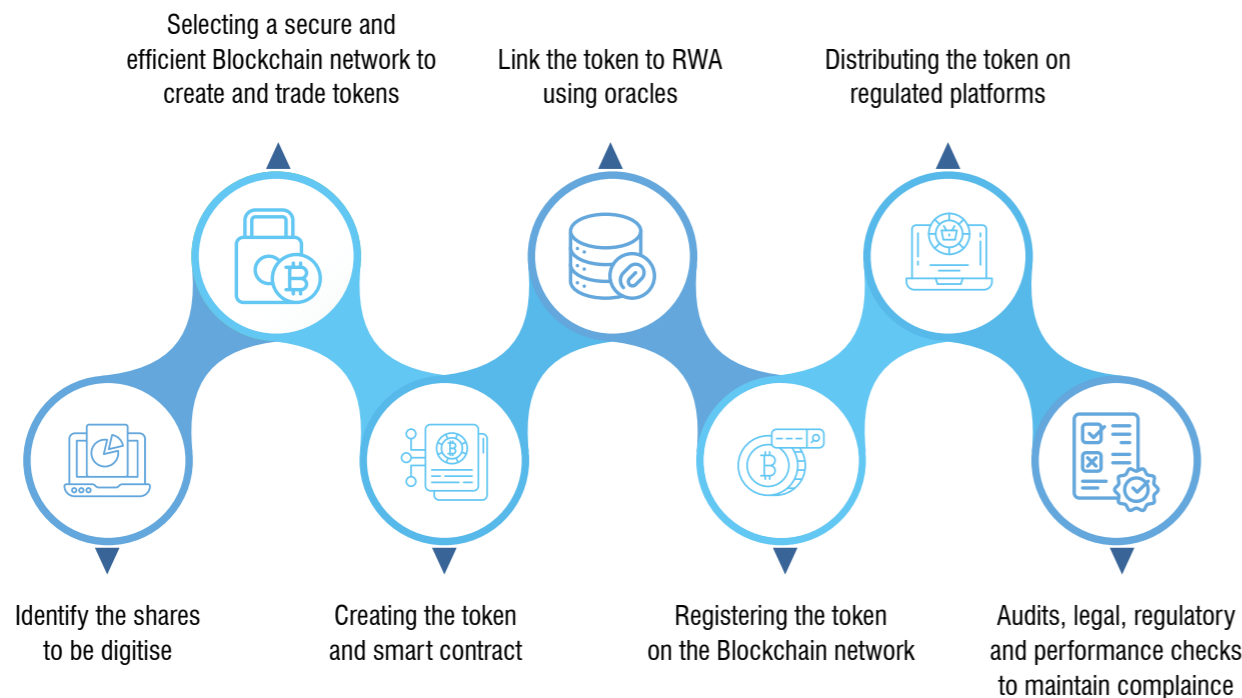 Selecting a secure and
efficient Blockchain network to
create and trade tokens
Link the token to RWA
using oracles
Distributing the token on
regulated platforms
Identify the shares
to be digitise
Creating the token
and smart contract
Registering the token
on the Blockchain network
Audits, legal, regulatory
and performance checks
to maintain complaince